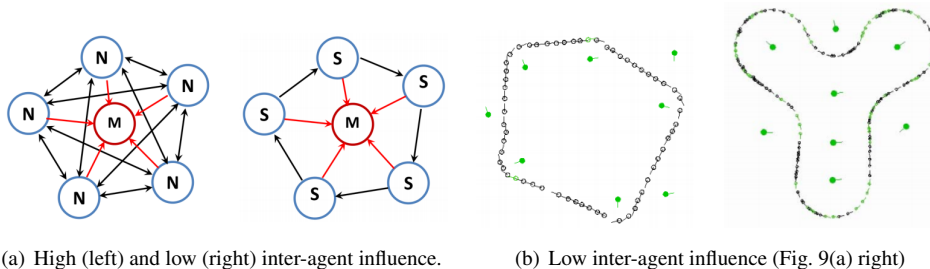 N
N
N
N
N
M
S
S
S
S
S
M
(a) High (left) and low (right) inter-agent influence.
(b) Low inter-agent influence (Fig. 9(a) right)